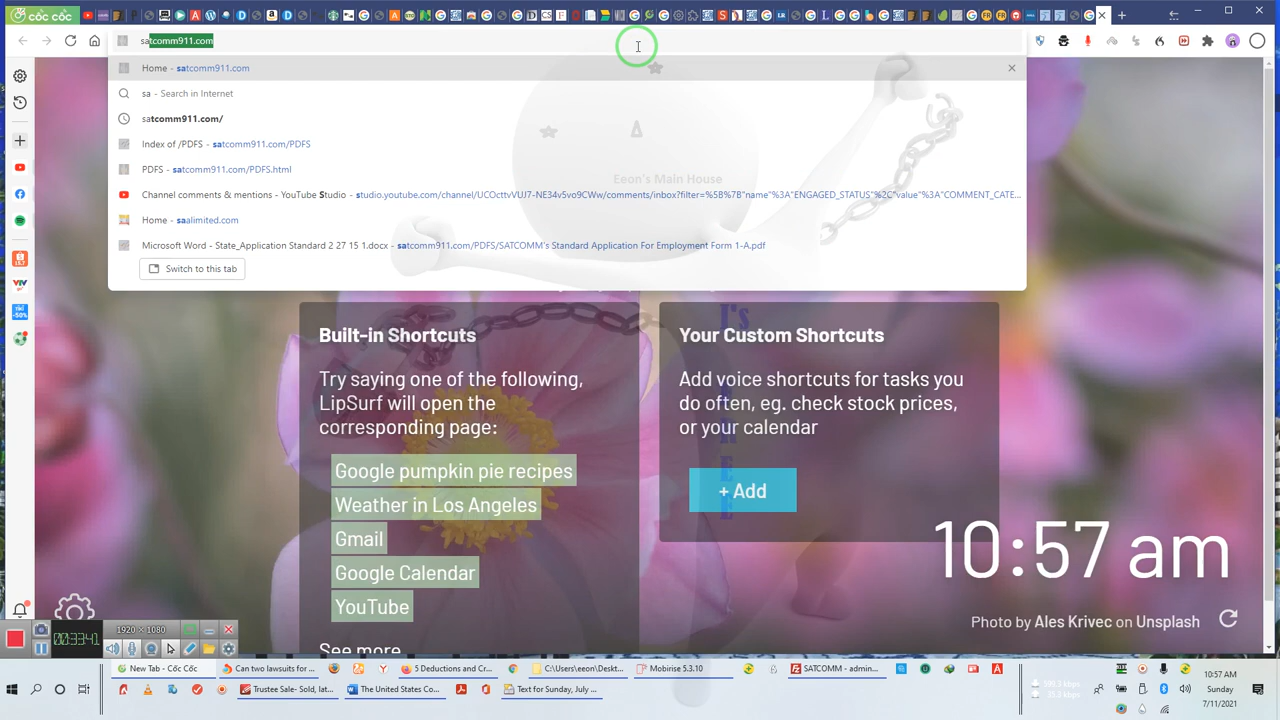 cốc cốc
satcomm911.com
Home - satcomm911.com
sa - Search in Internet
satcomm911.com/
Index of /PDFS - satcomm911.com/PDFS
PDFS - satcomm911.com/PDFS.html
Channel comments & mentions - YouTube Studio - studio.youtube.com/channel/UCOcttvVUJ7-NE34v5vo9CWw/comments/inbox?filter=%5B%7B"name"%3A"ENGAGED_STATUS"%2C"value"%3A"COMMENT_CATE...
Home - saalimited.com
Microsoft Word - State_Application Standard 2 27 15 1.docx - satcomm911.com/PDFS/SATCOMM's Standard Application For Employment Form 1-A.pdf
Switch to this tab
Eeon's Main House
Built-in Shortcuts
Try saying one of the following,
LipSurf will open the
corresponding page:
Google pumpkin pie recipes
Weather in Los Angeles
Gmail
Google Calendar
YouTube
See more
Your Custom Shortcuts
Add voice shortcuts for tasks you
do often, eg. check stock prices,
or your calendar
+ Add
10:57 am
Photo by Ales Krivec on Unsplash
1920 × 1080
00:33:41
New Tab - Cốc Cốc
Can two lawsuits for ...
5 Deductions and Cr...
C:\Users\eeon\Deskt...
Mobirise 5.3.10
SATCOMM - admin...
Trustee Sale- Sold, lat...
The United States Co...
Text for Sunday, July ...
10:57 AM
Sunday
7/11/2021